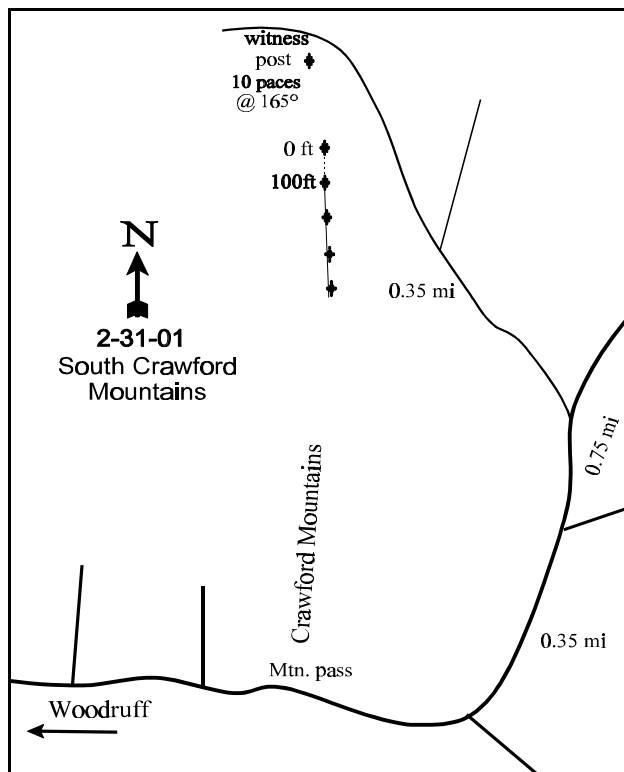 witness
post
10 paces
@ 165°
0 ft
100ft
N
0.35 mi
2-31-01
South Crawford
Mountains
0.75 mi
Crawford Mountains
0.35 mi
Mtn. pass
Woodruff